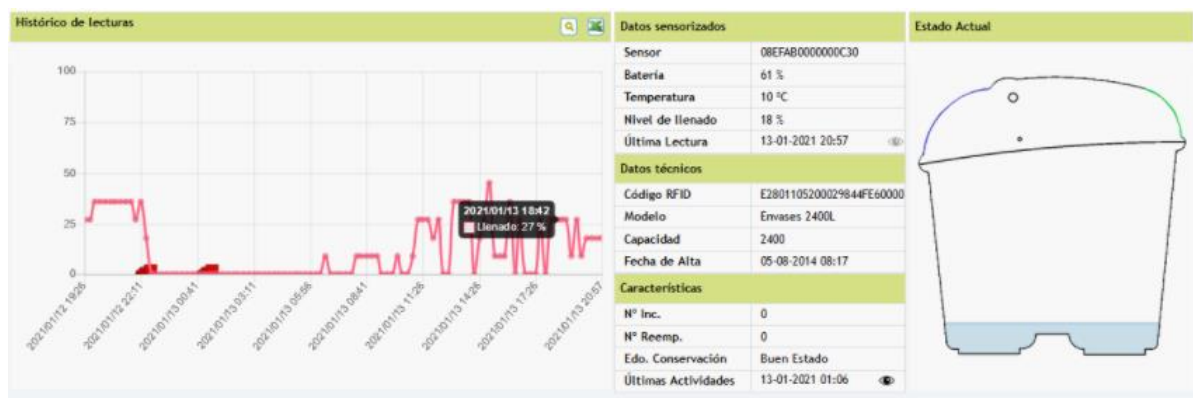 Histórico de lecturas
100
75
50
25
0
2021/01/13 18:42
Llenado: 27 %
2021/01/12 19:26
2021/01/12 22:11
2021/01/13 00:41
2021/01/13 03:11
2021/01/13 05:56
2021/01/13 08:41
2021/01/13 11:26
2021/01/13 14:26
2021/01/13 17:26
2021/01/13 20:57
Datos sensorizados
Sensor 08EFAB0000000C30
Batería 61 %
Temperatura 10 ºC
Nivel de llenado 18 %
Última Lectura 13-01-2021 20:57
Datos técnicos
Código RFID E2801105200029844FE60000
Modelo Envases 2400L
Capacidad 2400
Fecha de Alta 05-08-2014 08:17
Características
Nº Inc. 0
Nº Reemp. 0
Edo. Conservación Buen Estado
Últimas Actividades 13-01-2021 01:06
Estado Actual